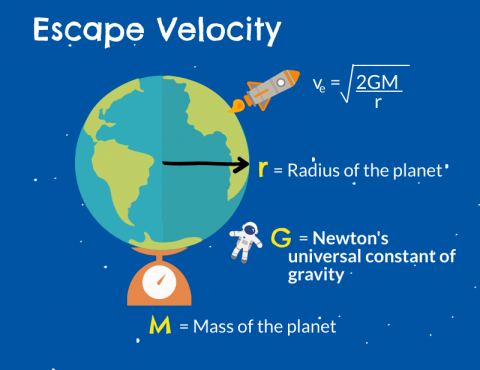 Escape Velocity
vₑ = √(2GM / r)
r = Radius of the planet
G = Newton's
universal constant of
gravity
M = Mass of the planet